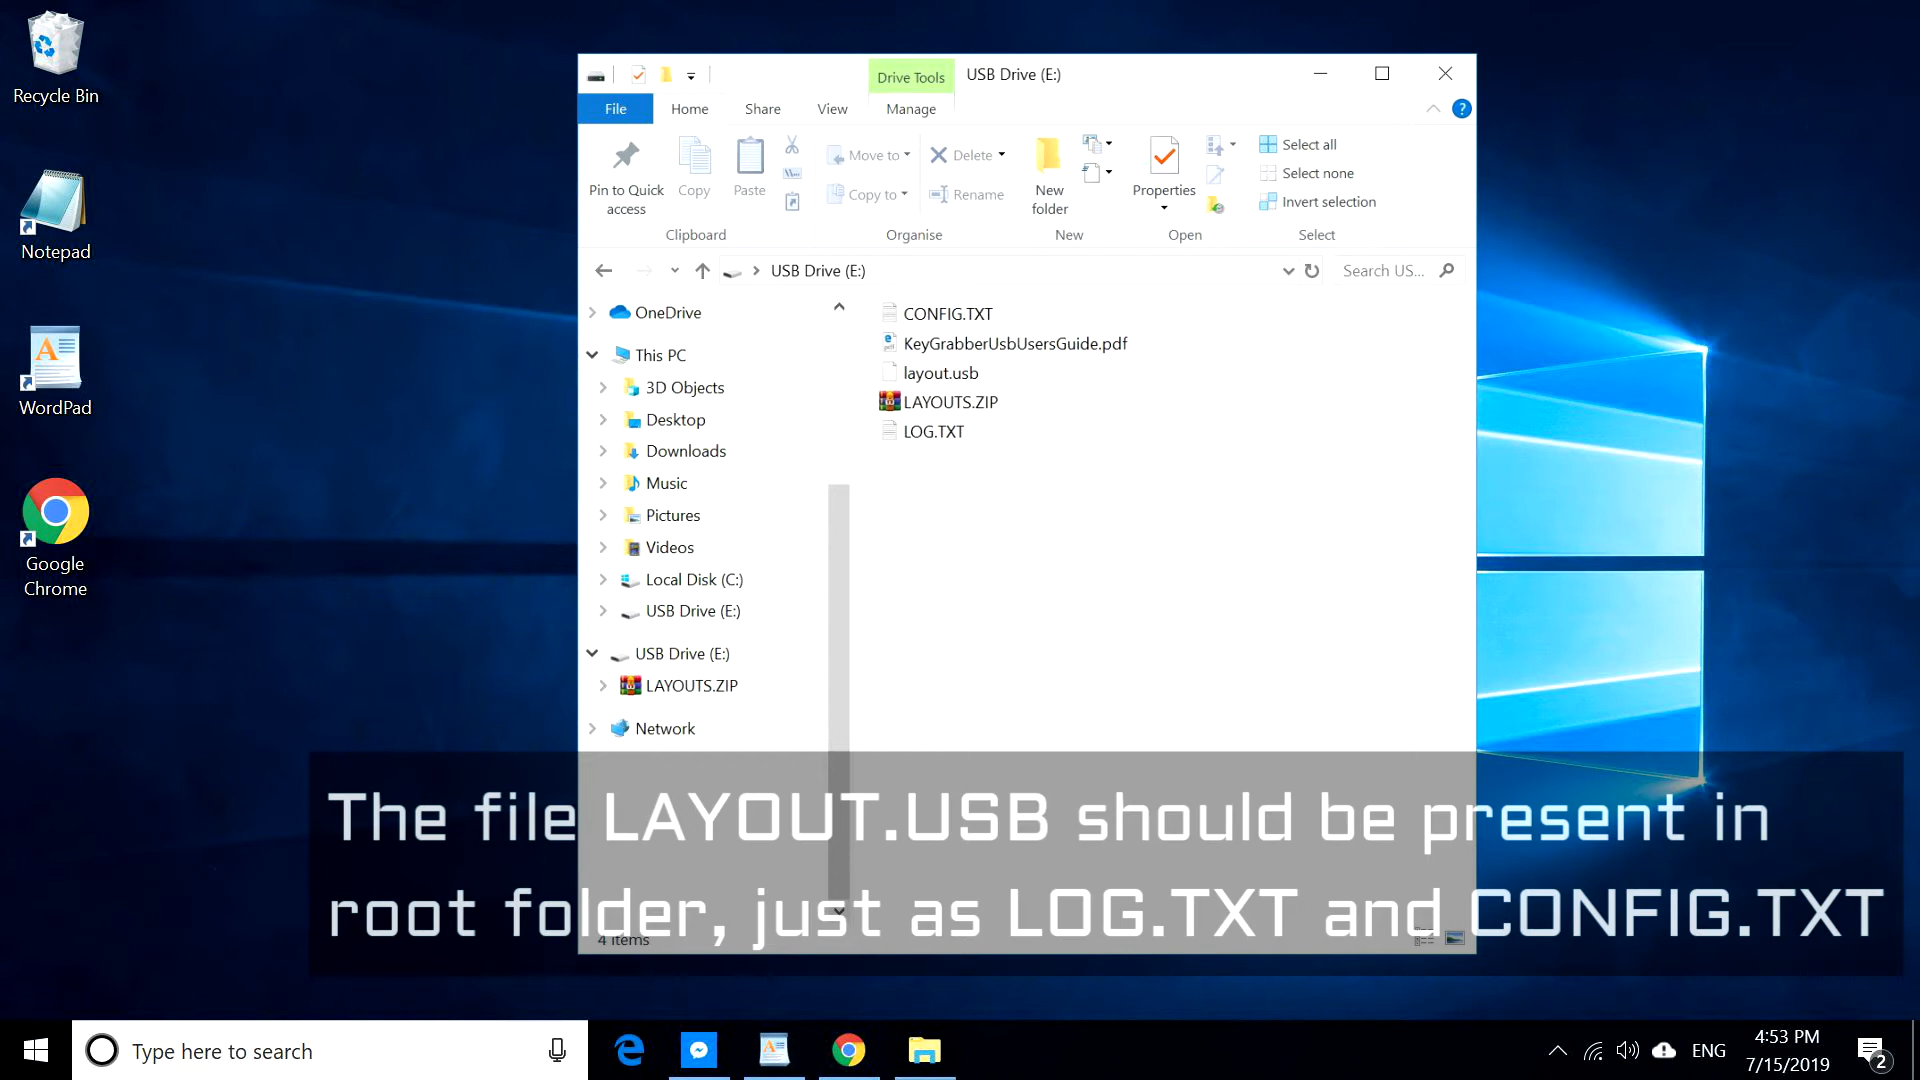 Recycle Bin
Notepad
WordPad
Google
Chrome
Drive Tools
USB Drive (E:)
File
Home
Share
View
Manage
?
Pin to Quick
access
Copy
Paste
Move to
Copy to
Delete
Rename
New
folder
Properties
Select all
Select none
Invert selection
Clipboard
Organise
New
Open
Select
USB Drive (E:)
Search US...
OneDrive
This PC
3D Objects
Desktop
Downloads
Music
Pictures
Videos
Local Disk (C:)
USB Drive (E:)
USB Drive (E:)
LAYOUTS.ZIP
Network
CONFIG.TXT
KeyGrabberUsbUsersGuide.pdf
layout.usb
LAYOUTS.ZIP
LOG.TXT
The file LAYOUT.USB should be present in
root folder, just as LOG.TXT and CONFIG.TXT
4 items
Type here to search
ENG
4:53 PM
7/15/2019
2